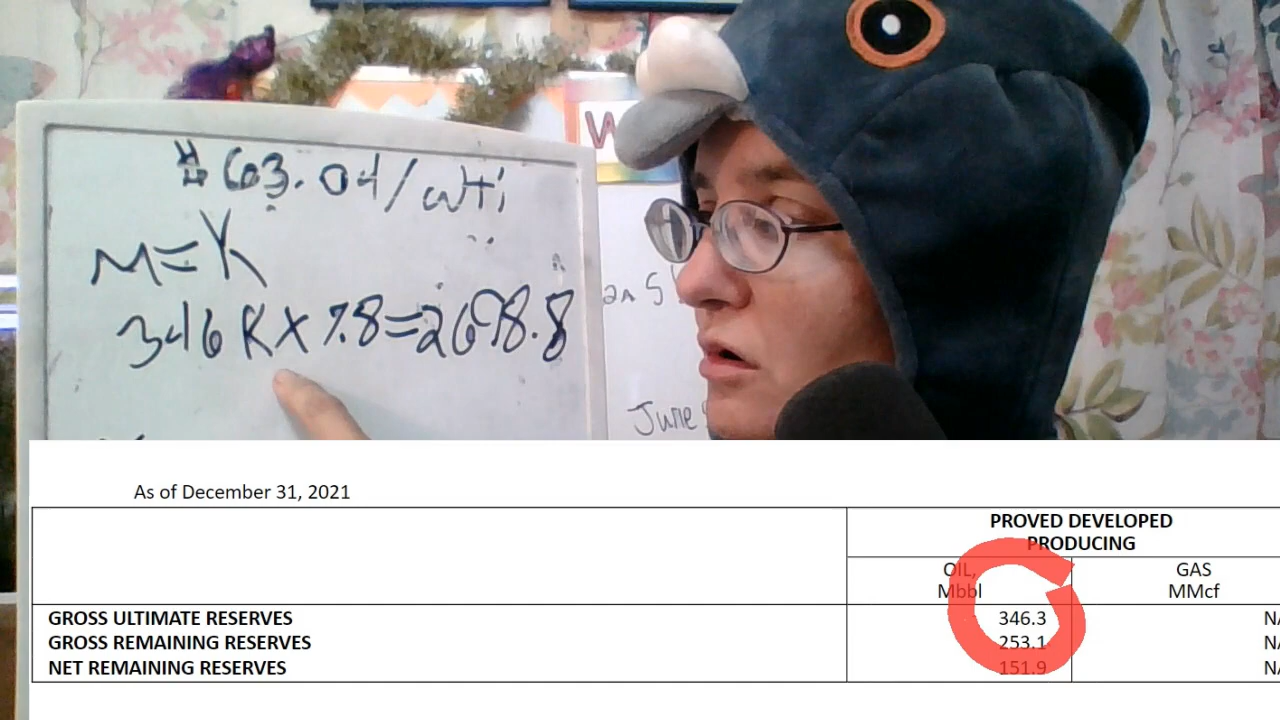 $63.04/wti
M=K
346K x 7.8=2698.8
W
June
As of December 31, 2021
PROVED DEVELOPED
PRODUCING
OIL, GAS
Mbbl MMcf
GROSS ULTIMATE RESERVES 346.3
GROSS REMAINING RESERVES 253.1
NET REMAINING RESERVES 151.9